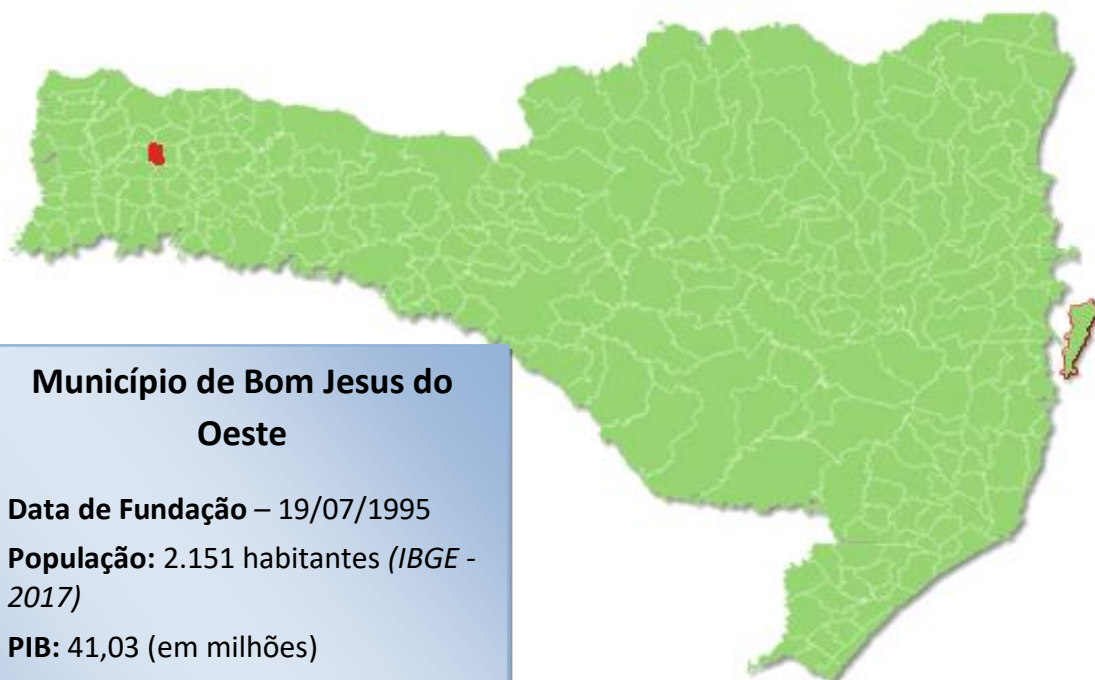 Município de Bom Jesus do
Oeste
Data de Fundação – 19/07/1995
População: 2.151 habitantes (IBGE -
2017)
PIB: 41,03 (em milhões)